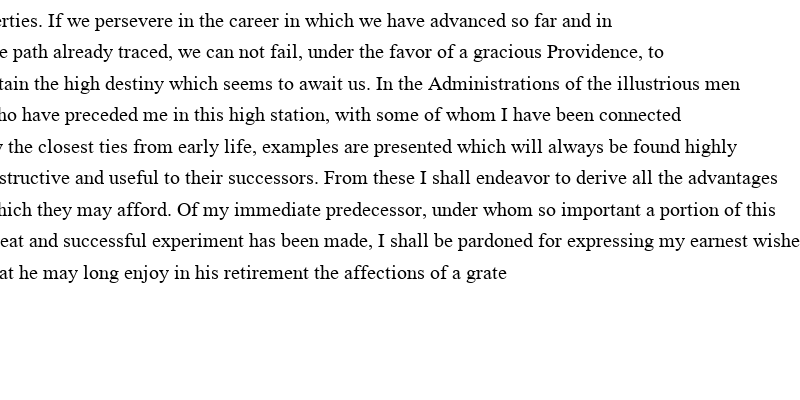 erties. If we persevere in the career in which we have advanced so far and in
e path already traced, we can not fail, under the favor of a gracious Providence, to
tain the high destiny which seems to await us. In the Administrations of the illustrious men
ho have preceded me in this high station, with some of whom I have been connected
y the closest ties from early life, examples are presented which will always be found highly
structive and useful to their successors. From these I shall endeavor to derive all the advantages
hich they may afford. Of my immediate predecessor, under whom so important a portion of this
eat and successful experiment has been made, I shall be pardoned for expressing my earnest wishe
at he may long enjoy in his retirement the affections of a grate